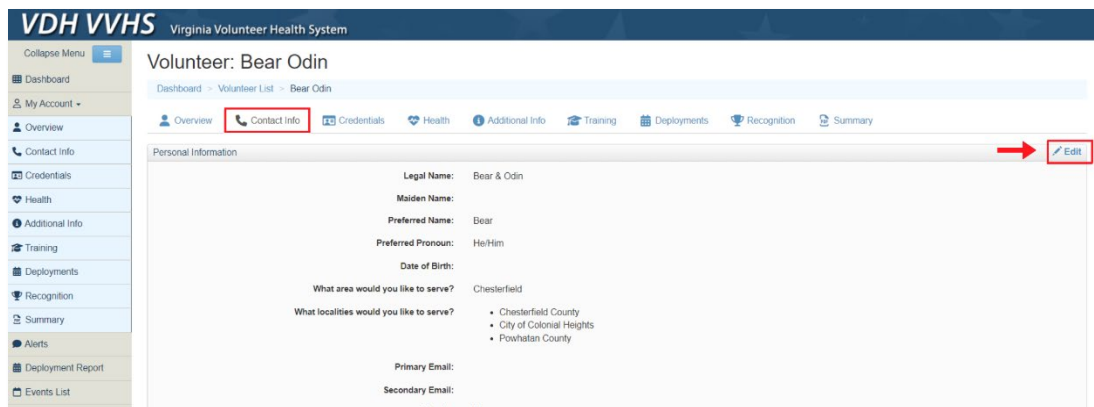 VDH VVHS Virginia Volunteer Health System
Collapse Menu
Dashboard
My Account
Overview
Contact Info
Credentials
Health
Additional Info
Training
Deployments
Recognition
Summary
Alerts
Deployment Report
Events List
Volunteer: Bear Odin
Dashboard > Volunteer List > Bear Odin
Overview Contact Info Credentials Health Additional Info Training Deployments Recognition Summary
Personal Information Edit
Legal Name: Bear & Odin
Maiden Name:
Preferred Name: Bear
Preferred Pronoun: He/Him
Date of Birth:
What area would you like to serve? Chesterfield
What localities would you like to serve? • Chesterfield County
• City of Colonial Heights
• Powhatan County
Primary Email:
Secondary Email: